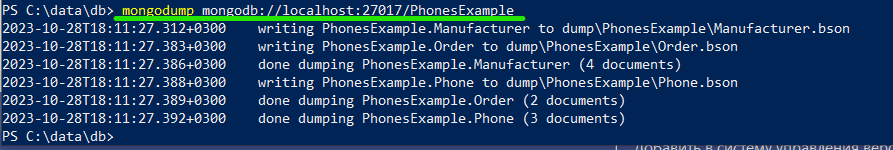 PS C:\data\db> mongodump mongodb://localhost:27017/PhonesExample
2023-10-28T18:11:27.312+0300    writing PhonesExample.Manufacturer to dump\PhonesExample\Manufacturer.bson
2023-10-28T18:11:27.383+0300    writing PhonesExample.Order to dump\PhonesExample\Order.bson
2023-10-28T18:11:27.386+0300    done dumping PhonesExample.Manufacturer (4 documents)
2023-10-28T18:11:27.388+0300    writing PhonesExample.Phone to dump\PhonesExample\Phone.bson
2023-10-28T18:11:27.389+0300    done dumping PhonesExample.Order (2 documents)
2023-10-28T18:11:27.392+0300    done dumping PhonesExample.Phone (3 documents)
PS C:\data\db>
Добавить в систему управления